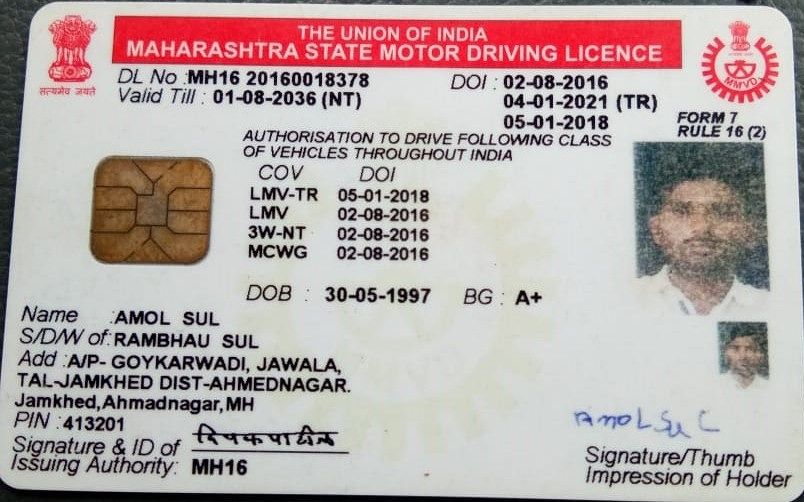 THE UNION OF INDIA
MAHARASHTRA STATE MOTOR DRIVING LICENCE
सत्यमेव जयते
MMVD
DL No : MH16 20160018378 DOI : 02-08-2016
Valid Till : 01-08-2036 (NT) 04-01-2021 (TR)
05-01-2018
FORM 7
RULE 16 (2)
AUTHORISATION TO DRIVE FOLLOWING CLASS
OF VEHICLES THROUGHOUT INDIA
COV DOI
LMV-TR 05-01-2018
LMV 02-08-2016
3W-NT 02-08-2016
MCWG 02-08-2016
DOB : 30-05-1997 BG : A+
Name : AMOL SUL
S/D/W of : RAMBHAU SUL
Add : A/P- GOYKARWADI, JAWALA,
TAL-JAMKHED DIST-AHMEDNAGAR.
Jamkhed,Ahmadnagar,MH
PIN : 413201
Signature & ID of
Issuing Authority: MH16
Amol Sul
Signature/Thumb
Impression of Holder